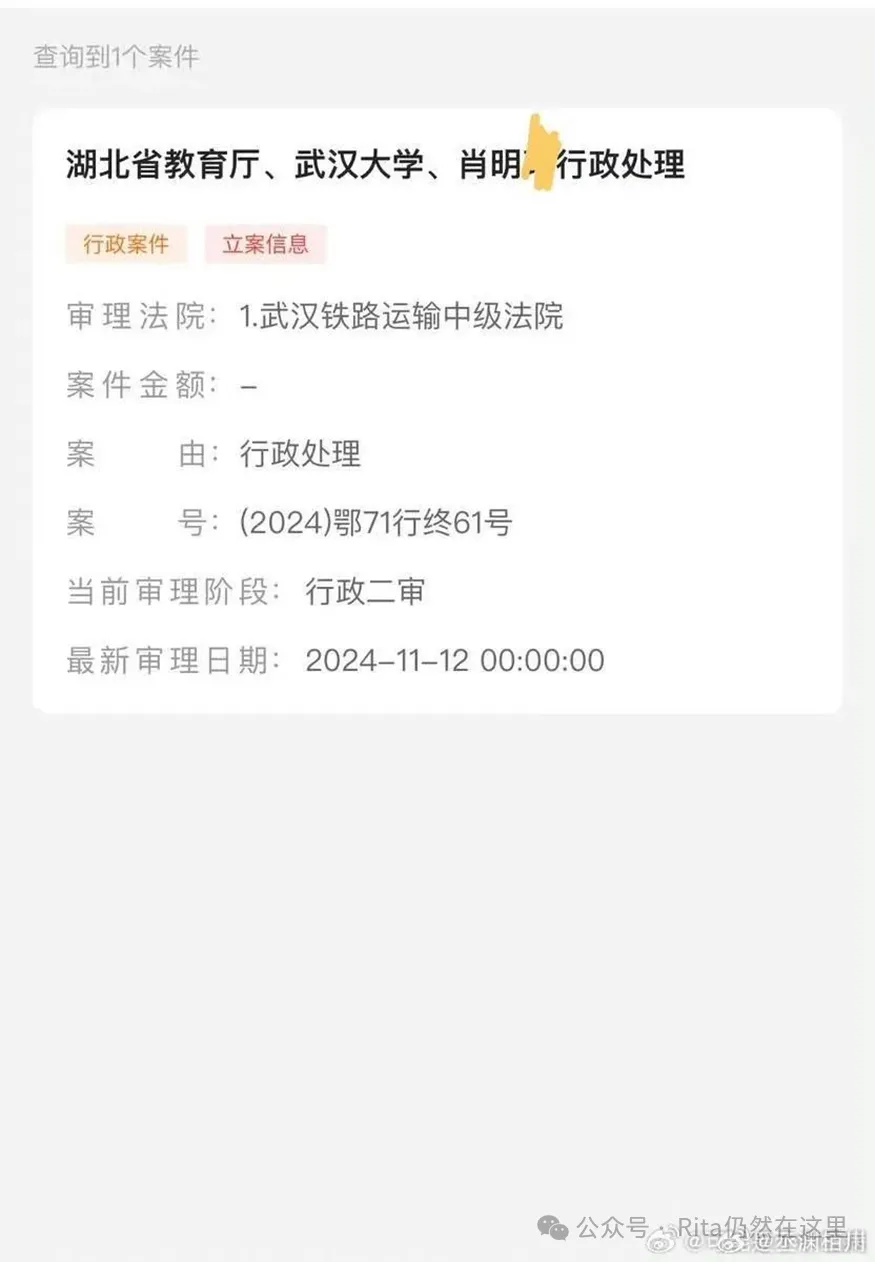 查询到1个案件
湖北省教育厅、武汉大学、肖明 行政处理
行政案件 立案信息
审理法院：1.武汉铁路运输中级法院
案件金额：–
案由：行政处理
案号：(2024)鄂71行终61号
当前审理阶段：行政二审
最新审理日期：2024–11–12 00:00:00
公众号 · Rita仍然在这里